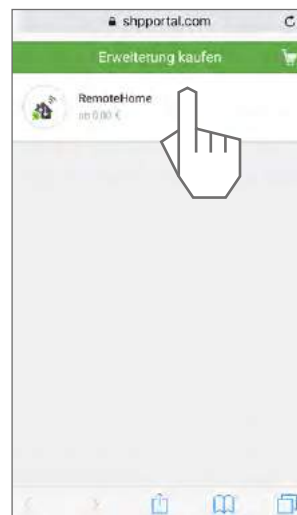 shpportal.com
Erweiterung kaufen
RemoteHome
ab 0,00 €